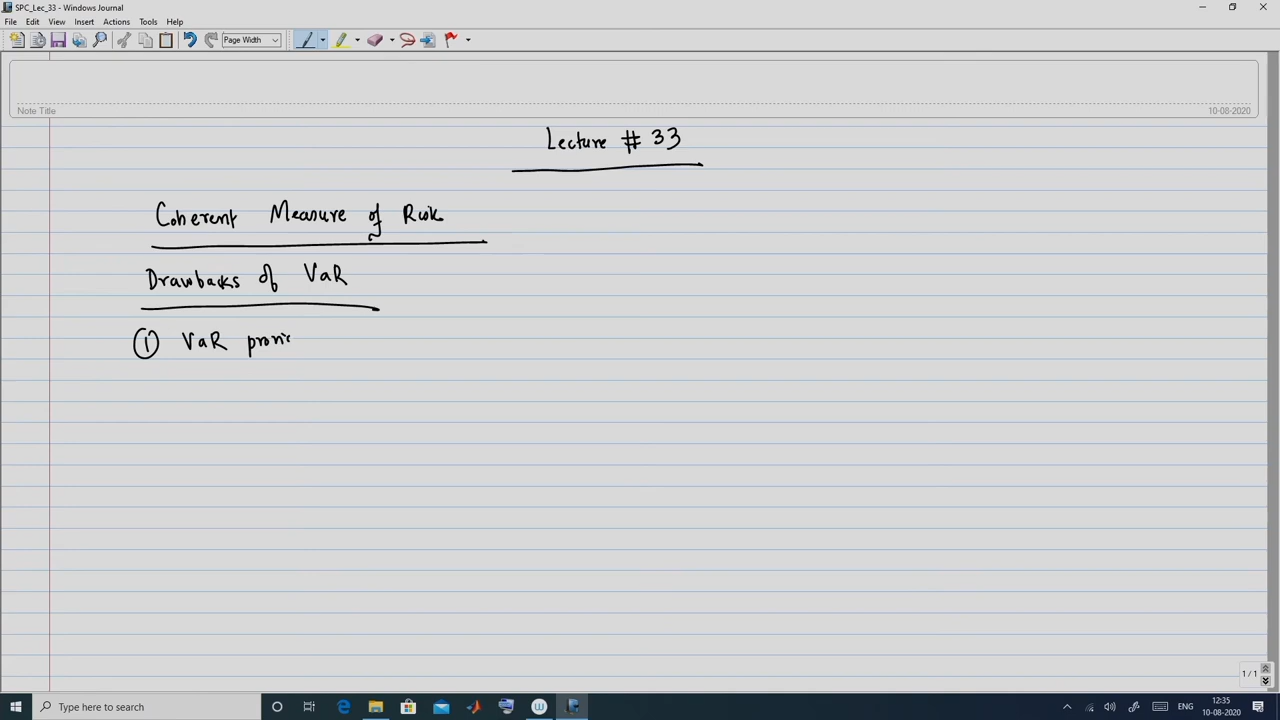 SPC_Lec_33 - Windows Journal
File Edit View Insert Actions Tools Help
Page Width
Note Title
10-08-2020
Lecture # 33
Coherent Measure of Risk
Drawbacks of VaR
① VaR provi
1/1
Type here to search
ENG
12:35
10-08-2020